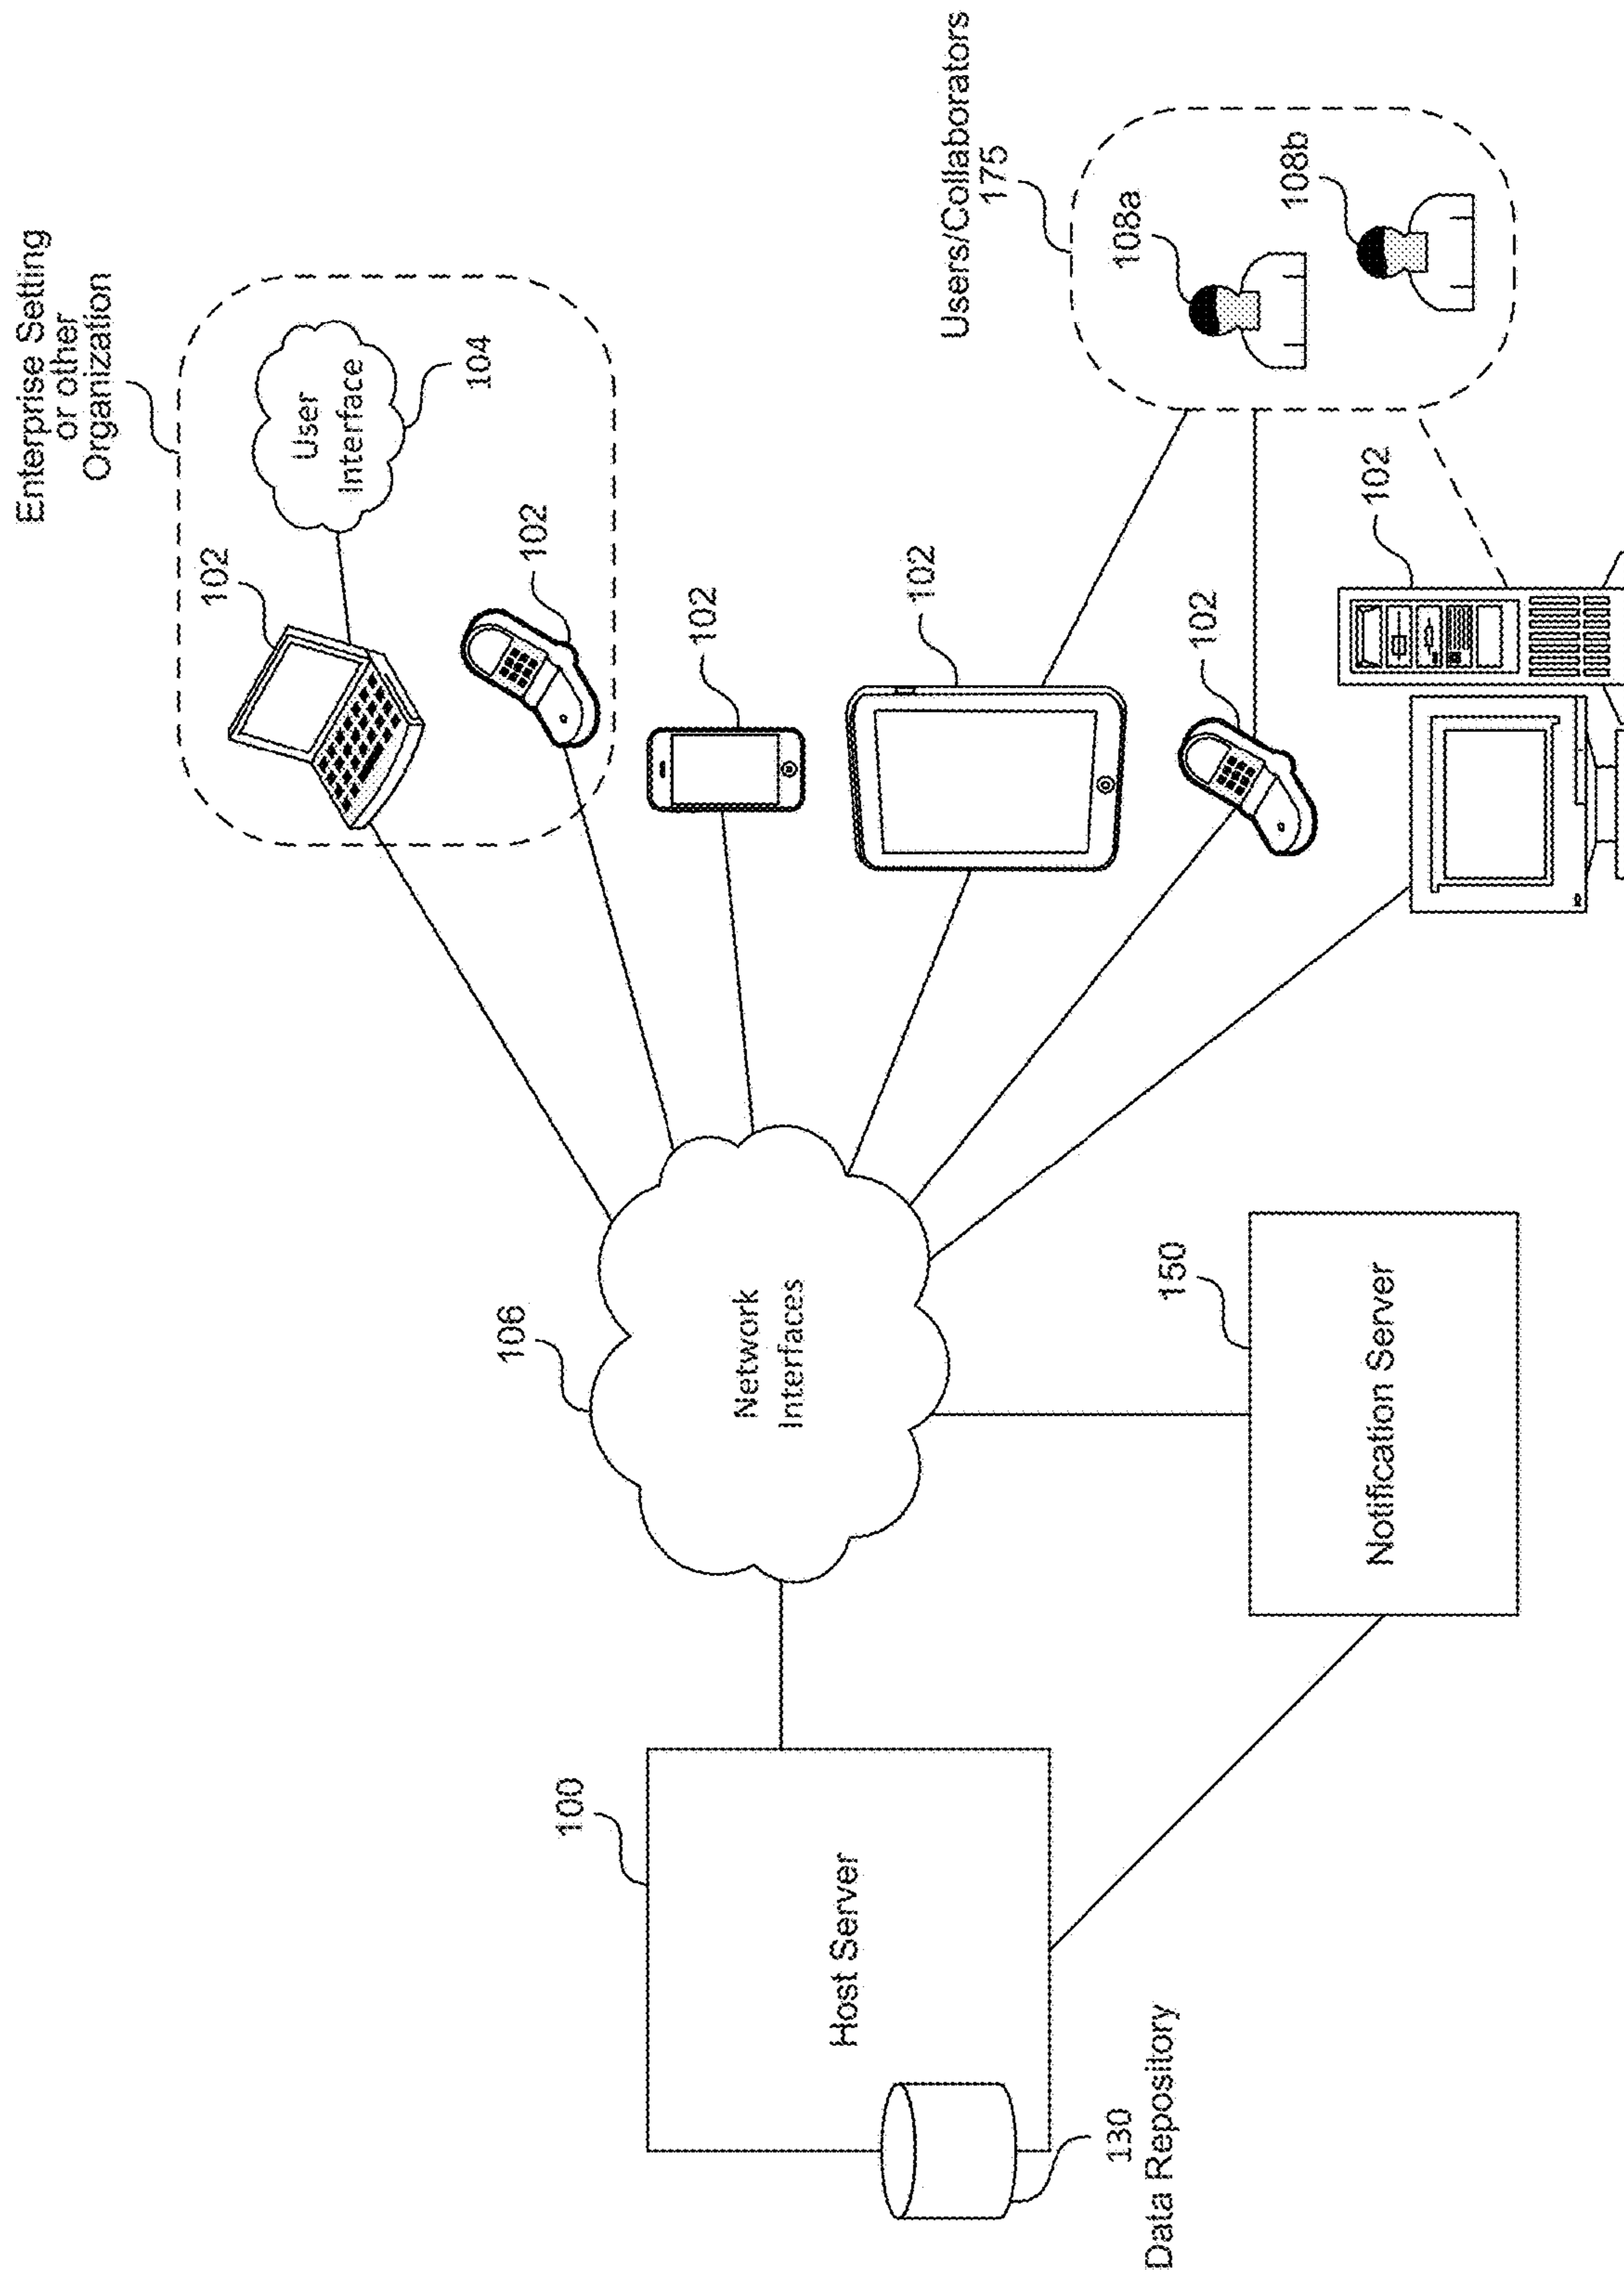 Enterprise Setting
or other
Organization
102
User
Interface
104
102
102
102
102
102
Users/Collaborators
175
108a
108b
106
Network
Interfaces
100
Host Server
130
Data Repository
150
Notification Server